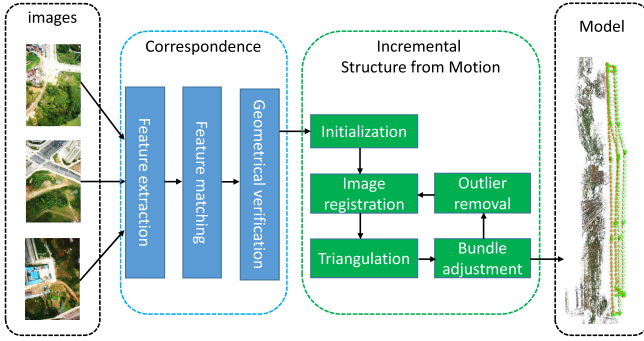 images
Correspondence
Feature extraction
Feature matching
Geometrical verification
Incremental
Structure from Motion
Initialization
Image
registration
Outlier
removal
Triangulation
Bundle
adjustment
Model